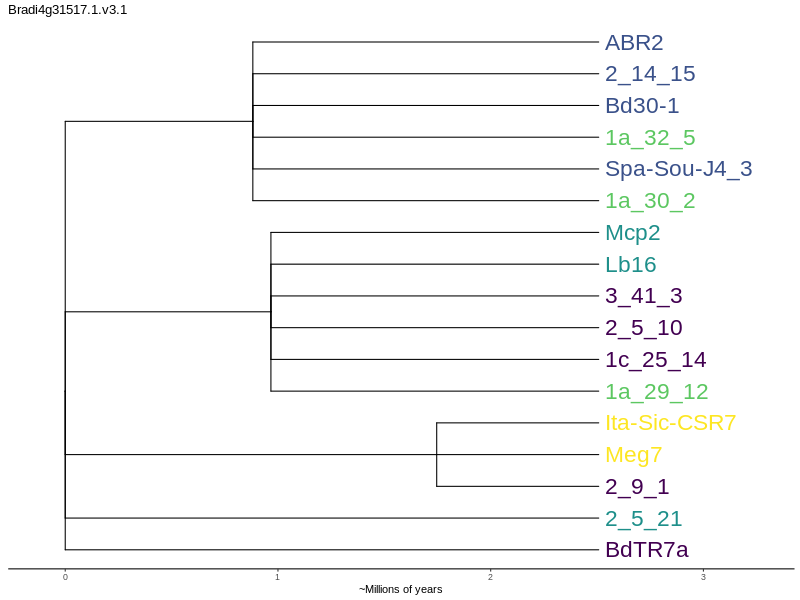 Bradi4g31517.1.v3.1
ABR2
2_14_15
Bd30-1
1a_32_5
Spa-Sou-J4_3
1a_30_2
Mcp2
Lb16
3_41_3
2_5_10
1c_25_14
1a_29_12
Ita-Sic-CSR7
Meg7
2_9_1
2_5_21
BdTR7a
0 1 2 3
~Millions of years